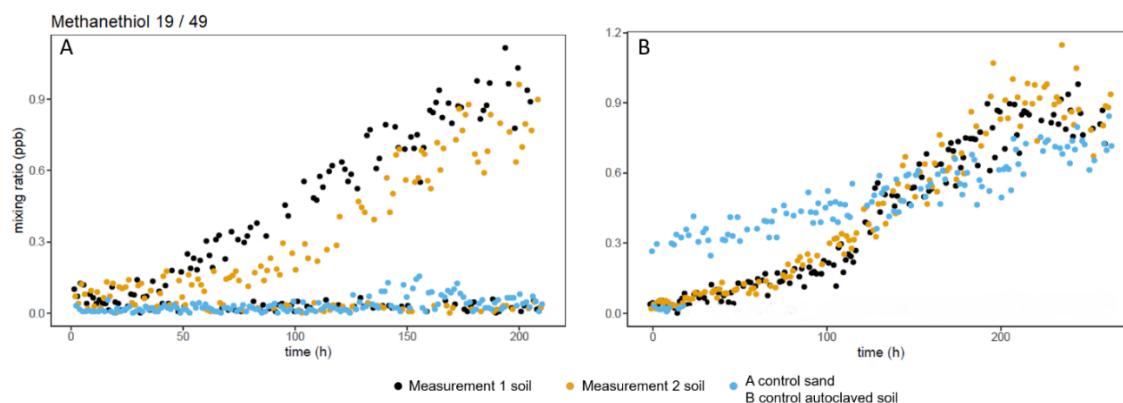 Methanethiol 19 / 49
A
B
mixing ratio (ppb)
0.9
0.6
0.3
0.0
0
50
100
150
200
time (h)
1.2
0.9
0.6
0.3
0.0
0
100
200
time (h)
Measurement 1 soil
Measurement 2 soil
A control sand
B control autoclaved soil